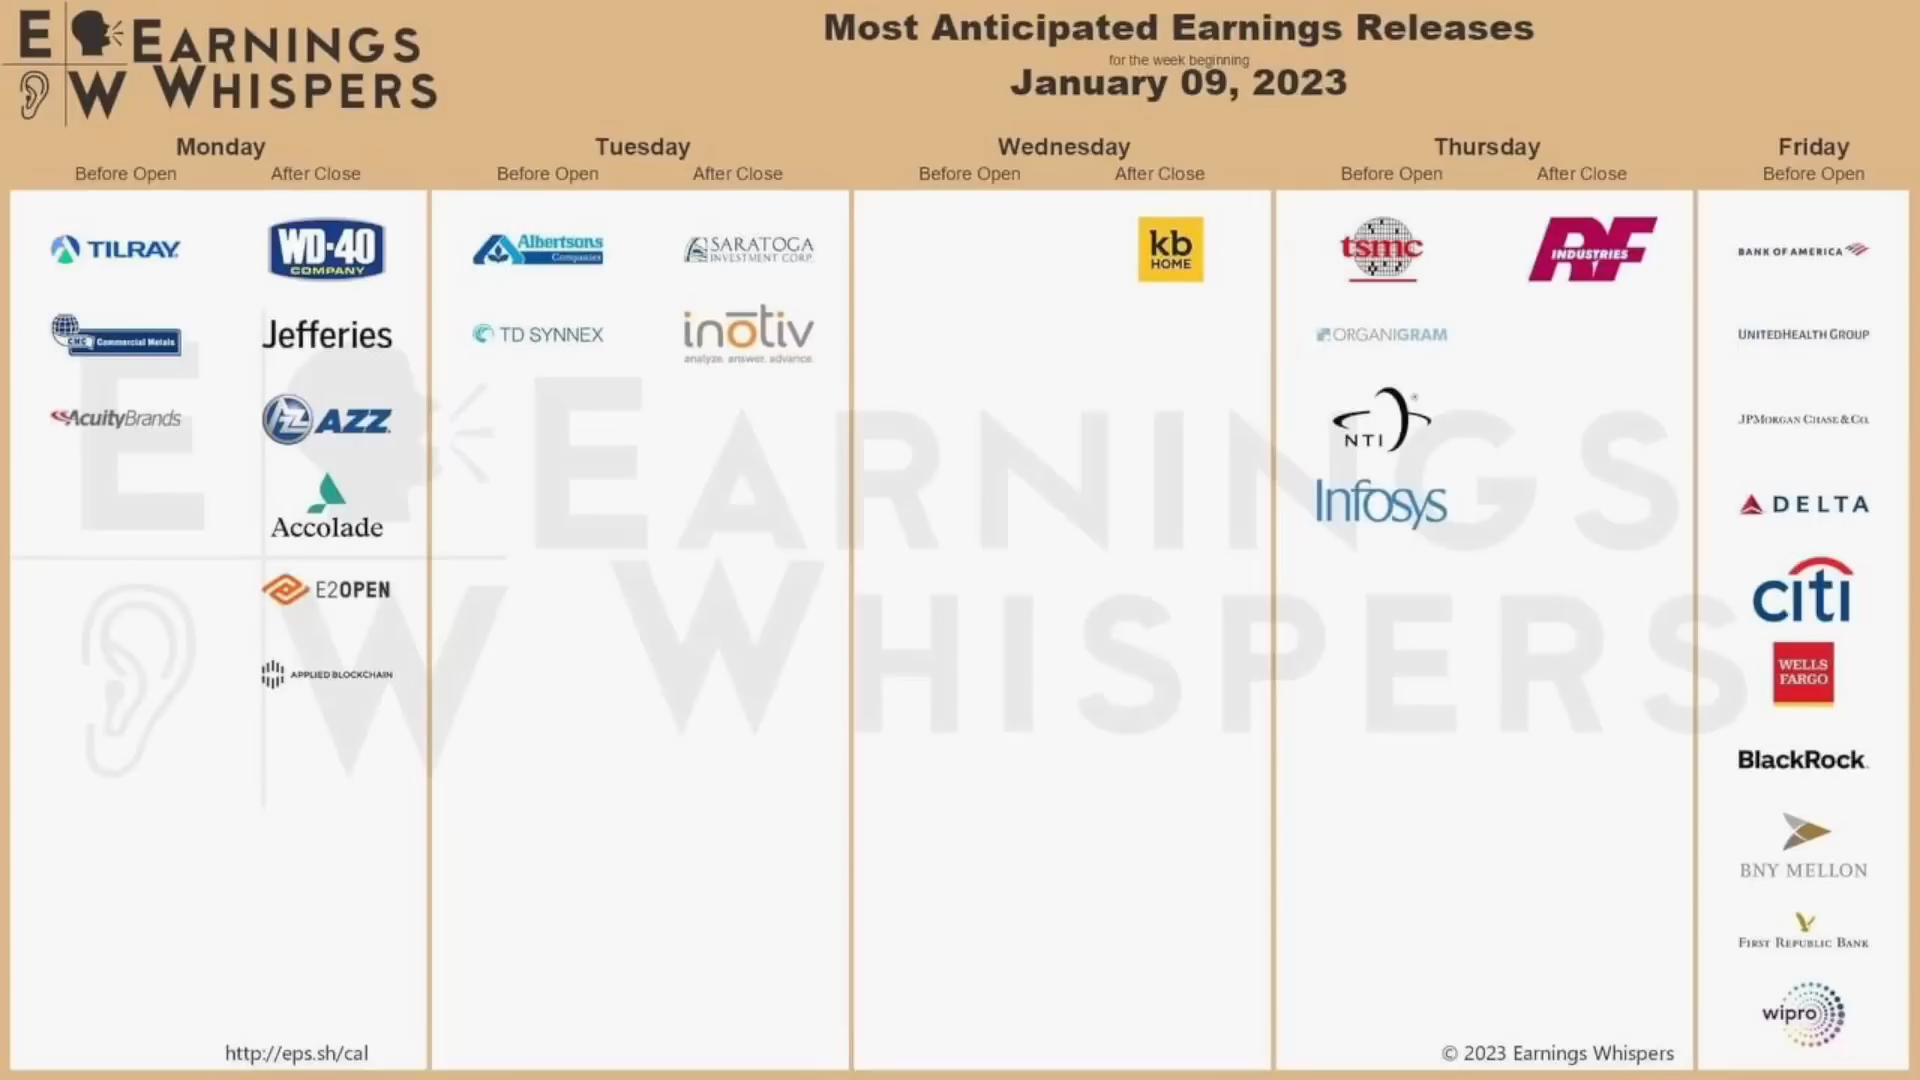 E
W
EARNINGS
WHISPERS
Most Anticipated Earnings Releases
for the week beginning
January 09, 2023
Monday
Before Open
After Close
Tuesday
Before Open
After Close
Wednesday
Before Open
After Close
Thursday
Before Open
After Close
Friday
Before Open
TILRAY
CMC Commercial Metals
AcuityBrands
WD-40
COMPANY
Jefferies
AZZ
Accolade
E2OPEN
APPLIED BLOCKCHAIN
Albertsons
Companies
TD SYNNEX
SARATOGA
INVESTMENT CORP.
inōtiv
analyze. answer. advance.
kb
HOME
tsmc
ORGANIGRAM
NTI
Infosys
RF
INDUSTRIES
BANK OF AMERICA
UNITEDHEALTH GROUP
JPMORGAN CHASE & CO.
DELTA
citi
WELLS
FARGO
BlackRock.
BNY MELLON
FIRST REPUBLIC BANK
wipro
E
W
EARNINGS
WHISPERS
http://eps.sh/cal
© 2023 Earnings Whispers